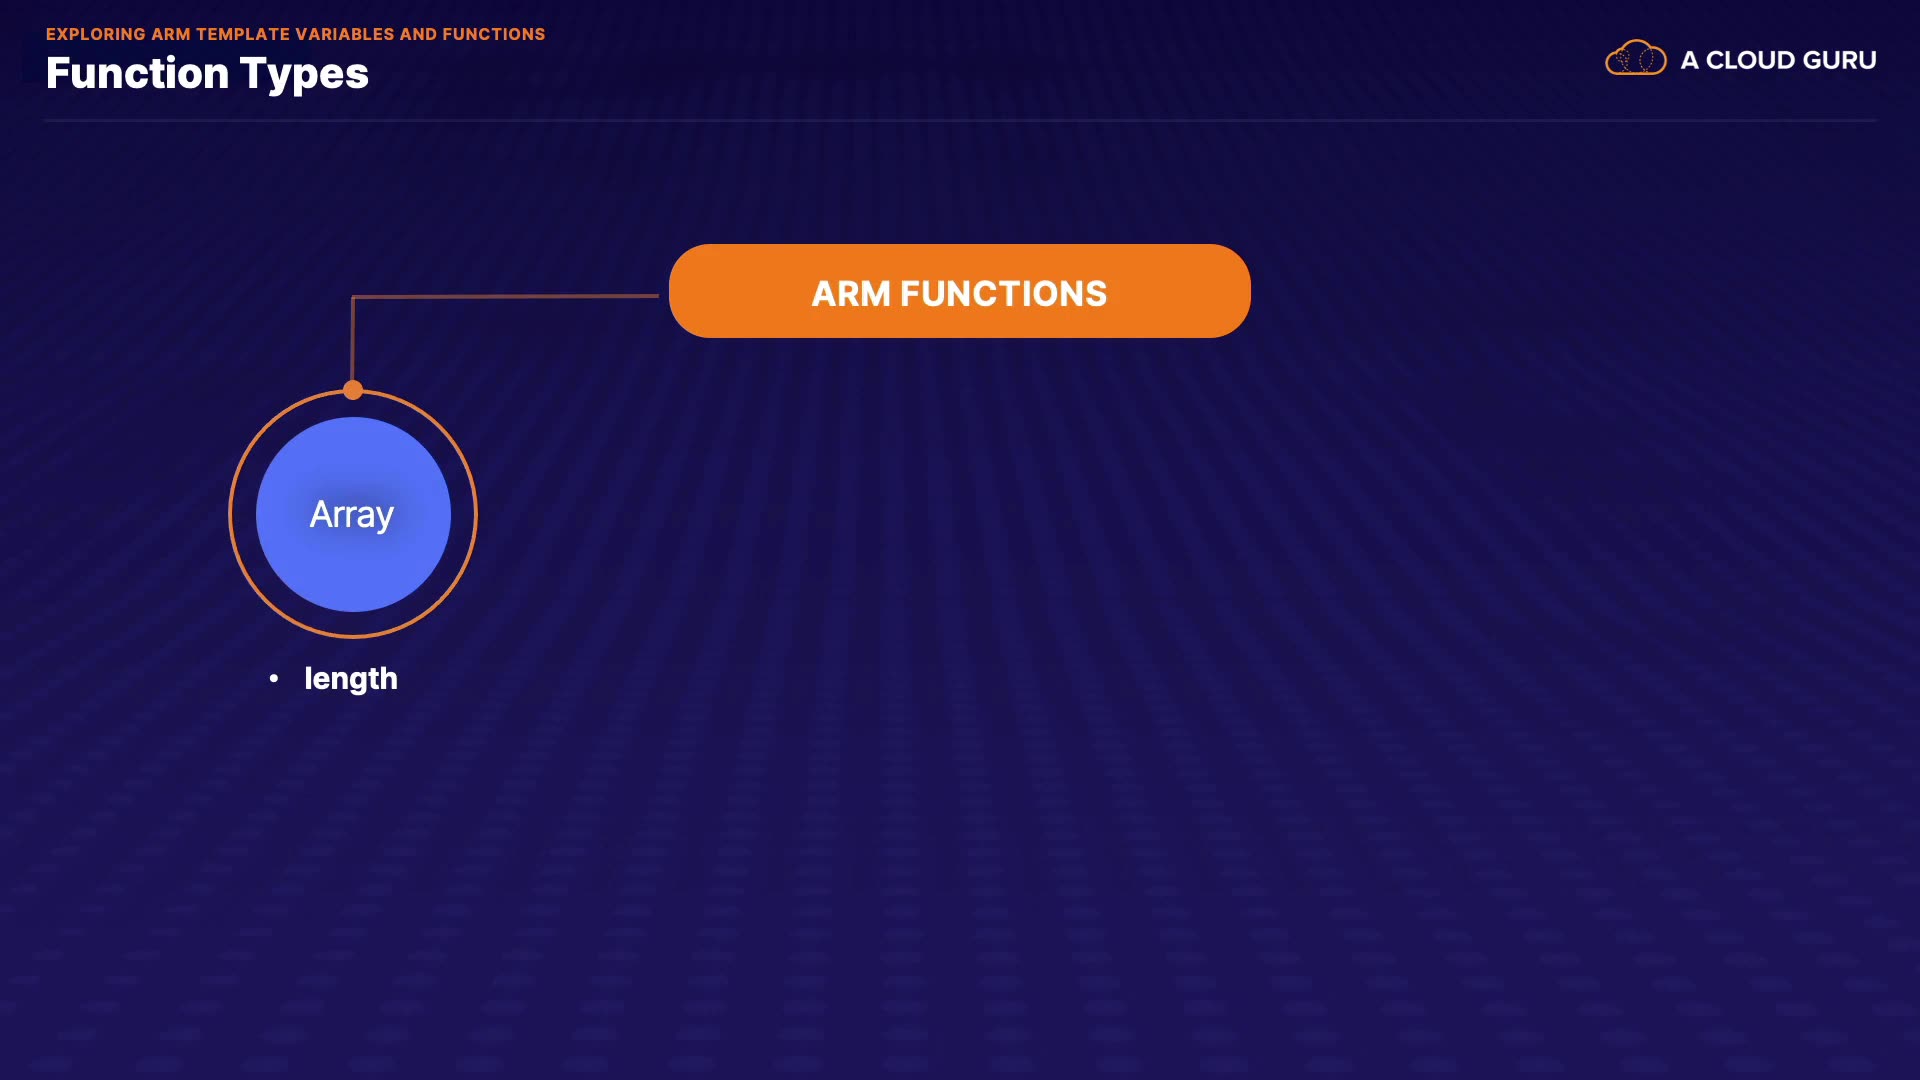 EXPLORING ARM TEMPLATE VARIABLES AND FUNCTIONS
Function Types
A CLOUD GURU
ARM FUNCTIONS
Array
• length